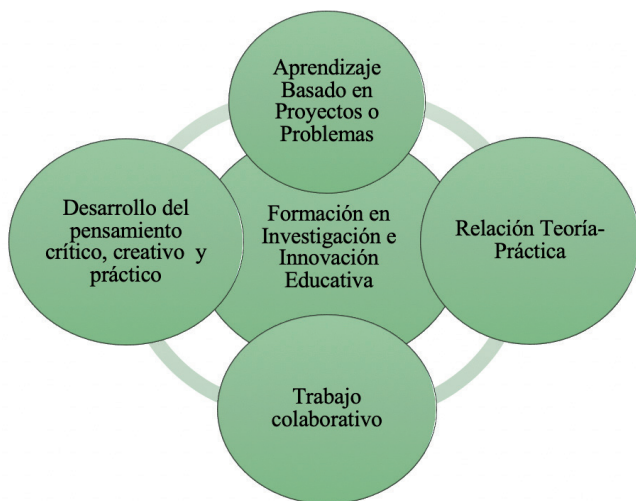 Aprendizaje
Basado en
Proyectos o
Problemas
Desarrollo del
pensamiento
crítico, creativo y
práctico
Formación en
Investigación e
Innovación
Educativa
Relación Teoría-
Práctica
Trabajo
colaborativo